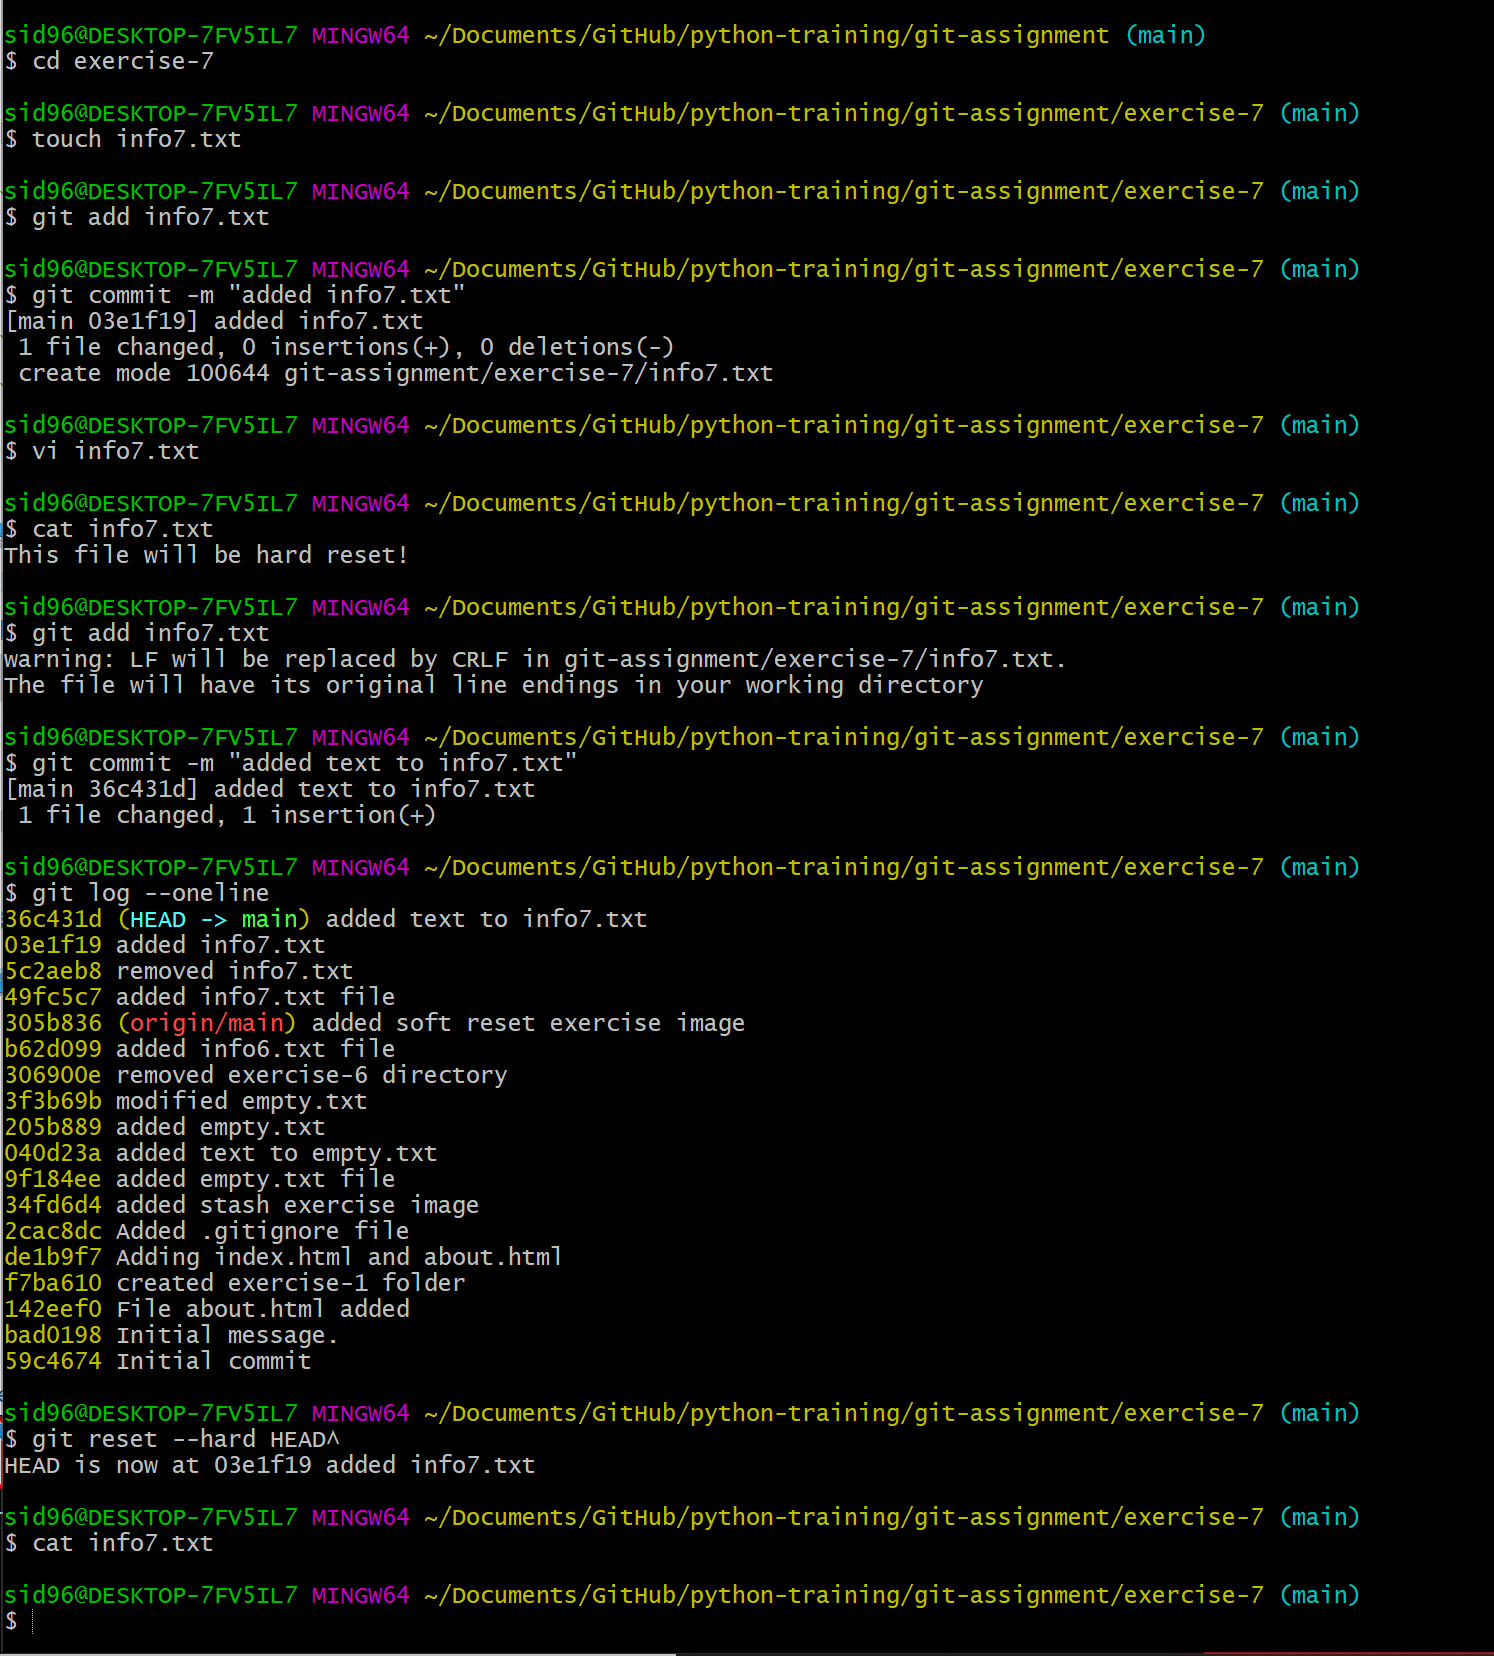 sid96@DESKTOP-7FV5IL7 MINGW64 ~/Documents/GitHub/python-training/git-assignment (main)
$ cd exercise-7
sid96@DESKTOP-7FV5IL7 MINGW64 ~/Documents/GitHub/python-training/git-assignment/exercise-7 (main)
$ touch info7.txt
sid96@DESKTOP-7FV5IL7 MINGW64 ~/Documents/GitHub/python-training/git-assignment/exercise-7 (main)
$ git add info7.txt
sid96@DESKTOP-7FV5IL7 MINGW64 ~/Documents/GitHub/python-training/git-assignment/exercise-7 (main)
$ git commit -m "added info7.txt"
[main 03e1f19] added info7.txt
1 file changed, 0 insertions(+), 0 deletions(-)
create mode 100644 git-assignment/exercise-7/info7.txt
sid96@DESKTOP-7FV5IL7 MINGW64 ~/Documents/GitHub/python-training/git-assignment/exercise-7 (main)
$ vi info7.txt
sid96@DESKTOP-7FV5IL7 MINGW64 ~/Documents/GitHub/python-training/git-assignment/exercise-7 (main)
$ cat info7.txt
This file will be hard reset!
sid96@DESKTOP-7FV5IL7 MINGW64 ~/Documents/GitHub/python-training/git-assignment/exercise-7 (main)
$ git add info7.txt
warning: LF will be replaced by CRLF in git-assignment/exercise-7/info7.txt.
The file will have its original line endings in your working directory
sid96@DESKTOP-7FV5IL7 MINGW64 ~/Documents/GitHub/python-training/git-assignment/exercise-7 (main)
$ git commit -m "added text to info7.txt"
[main 36c431d] added text to info7.txt
1 file changed, 1 insertion(+)
sid96@DESKTOP-7FV5IL7 MINGW64 ~/Documents/GitHub/python-training/git-assignment/exercise-7 (main)
$ git log --oneline
36c431d (HEAD -> main) added text to info7.txt
03e1f19 added info7.txt
5c2aeb8 removed info7.txt
49fc5c7 added info7.txt file
305b836 (origin/main) added soft reset exercise image
b62d099 added info6.txt file
306900e removed exercise-6 directory
3f3b69b modified empty.txt
205b889 added empty.txt
040d23a added text to empty.txt
9f184ee added empty.txt file
34fd6d4 added stash exercise image
2cac8dc Added .gitignore file
de1b9f7 Adding index.html and about.html
f7ba610 created exercise-1 folder
142eef0 File about.html added
bad0198 Initial message.
59c4674 Initial commit
sid96@DESKTOP-7FV5IL7 MINGW64 ~/Documents/GitHub/python-training/git-assignment/exercise-7 (main)
$ git reset --hard HEAD^
HEAD is now at 03e1f19 added info7.txt
sid96@DESKTOP-7FV5IL7 MINGW64 ~/Documents/GitHub/python-training/git-assignment/exercise-7 (main)
$ cat info7.txt
sid96@DESKTOP-7FV5IL7 MINGW64 ~/Documents/GitHub/python-training/git-assignment/exercise-7 (main)
$